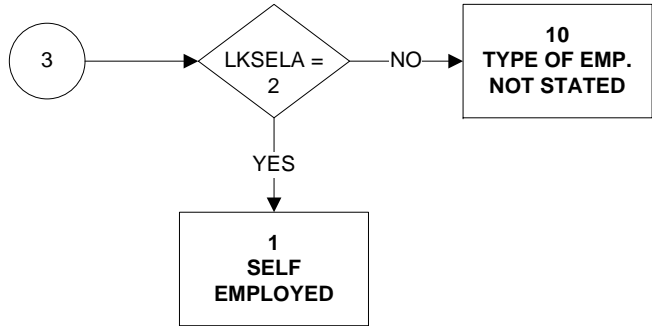 3
LKSELA =
2
NO
10
TYPE OF EMP.
NOT STATED
YES
1
SELF
EMPLOYED